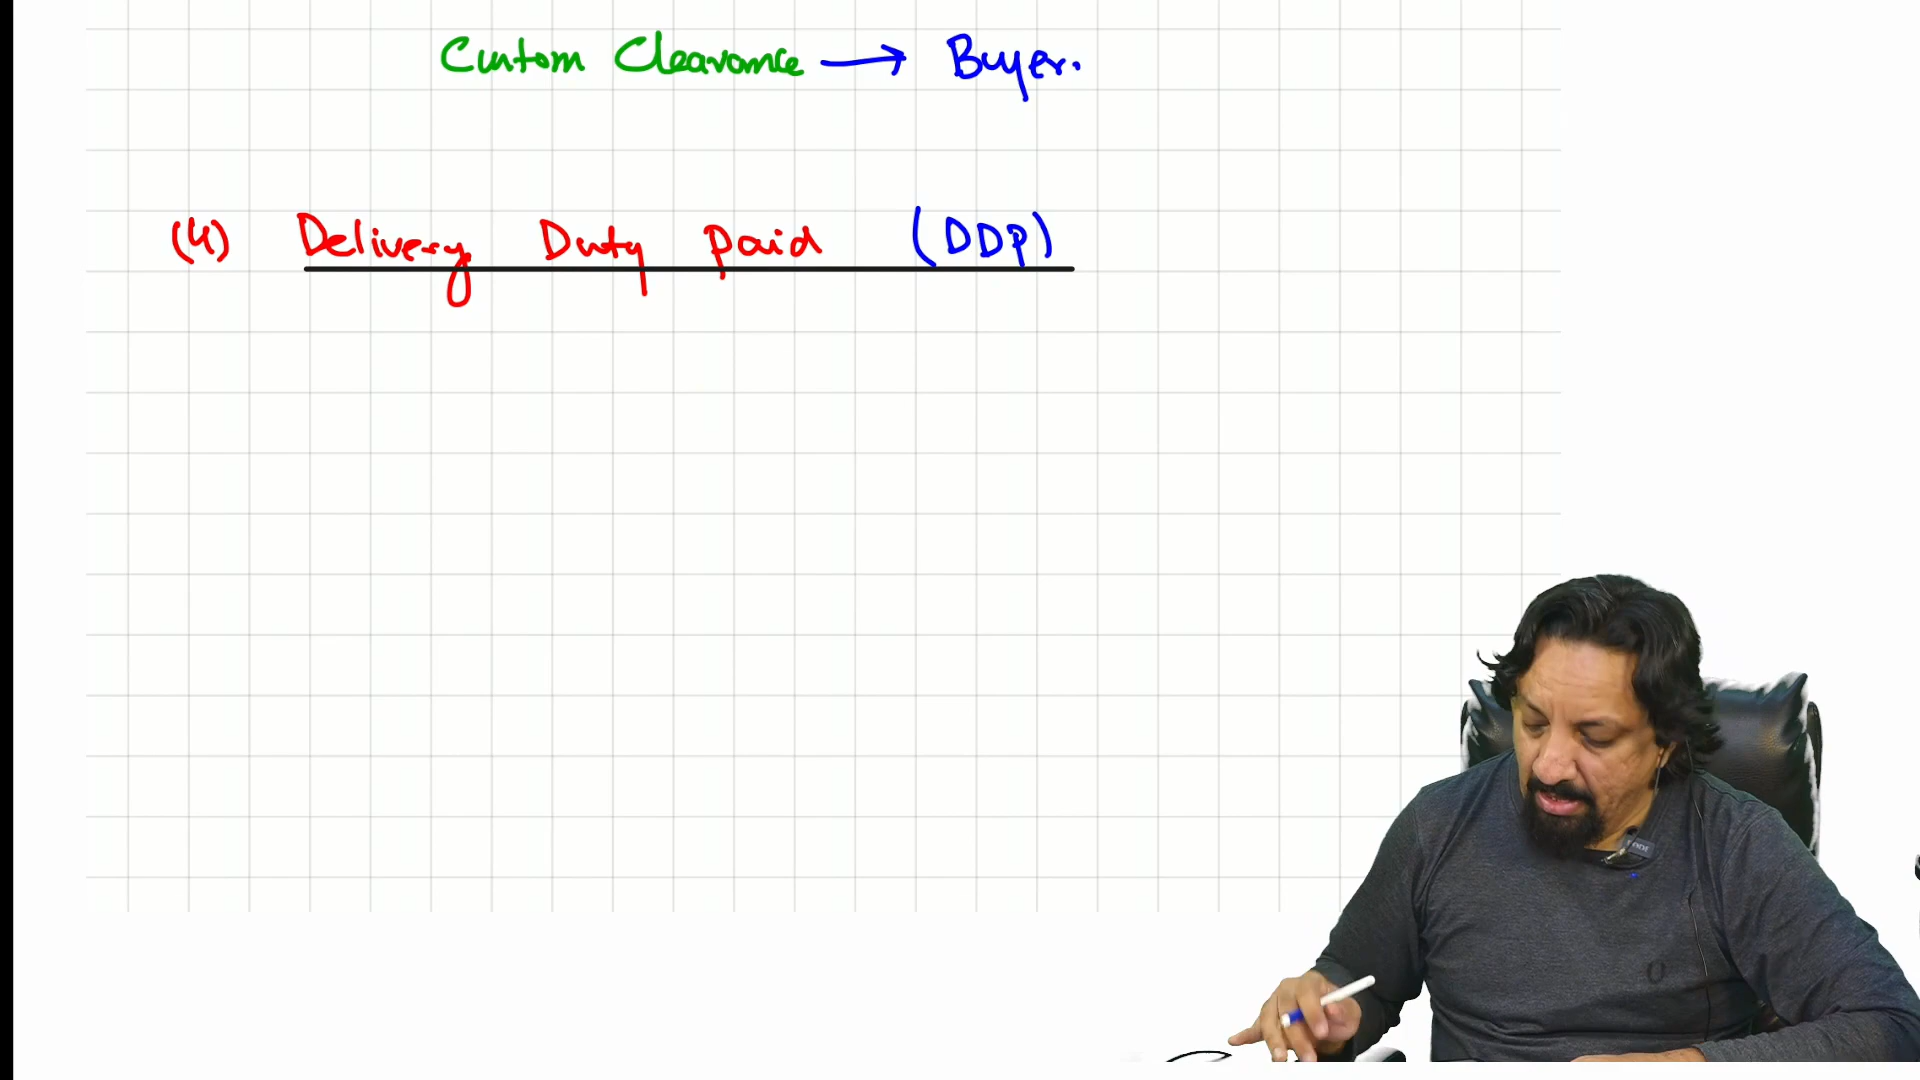 Custom Clearance → Buyer.
(4) Delivery Duty Paid (DDP)